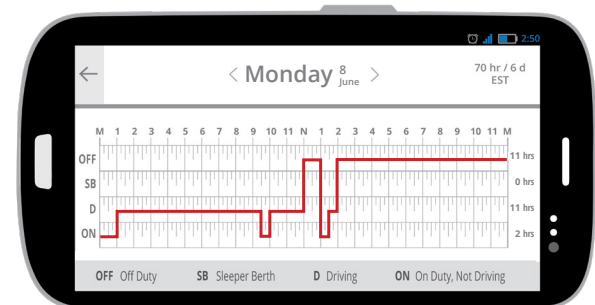 2:50
Monday 8 June
70 hr / 6 d
EST
M 1 2 3 4 5 6 7 8 9 10 11 N 1 2 3 4 5 6 7 8 9 10 11 M
OFF 11 hrs
SB 0 hrs
D 11 hrs
ON 2 hrs
OFF Off Duty SB Sleeper Berth D Driving ON On Duty, Not Driving